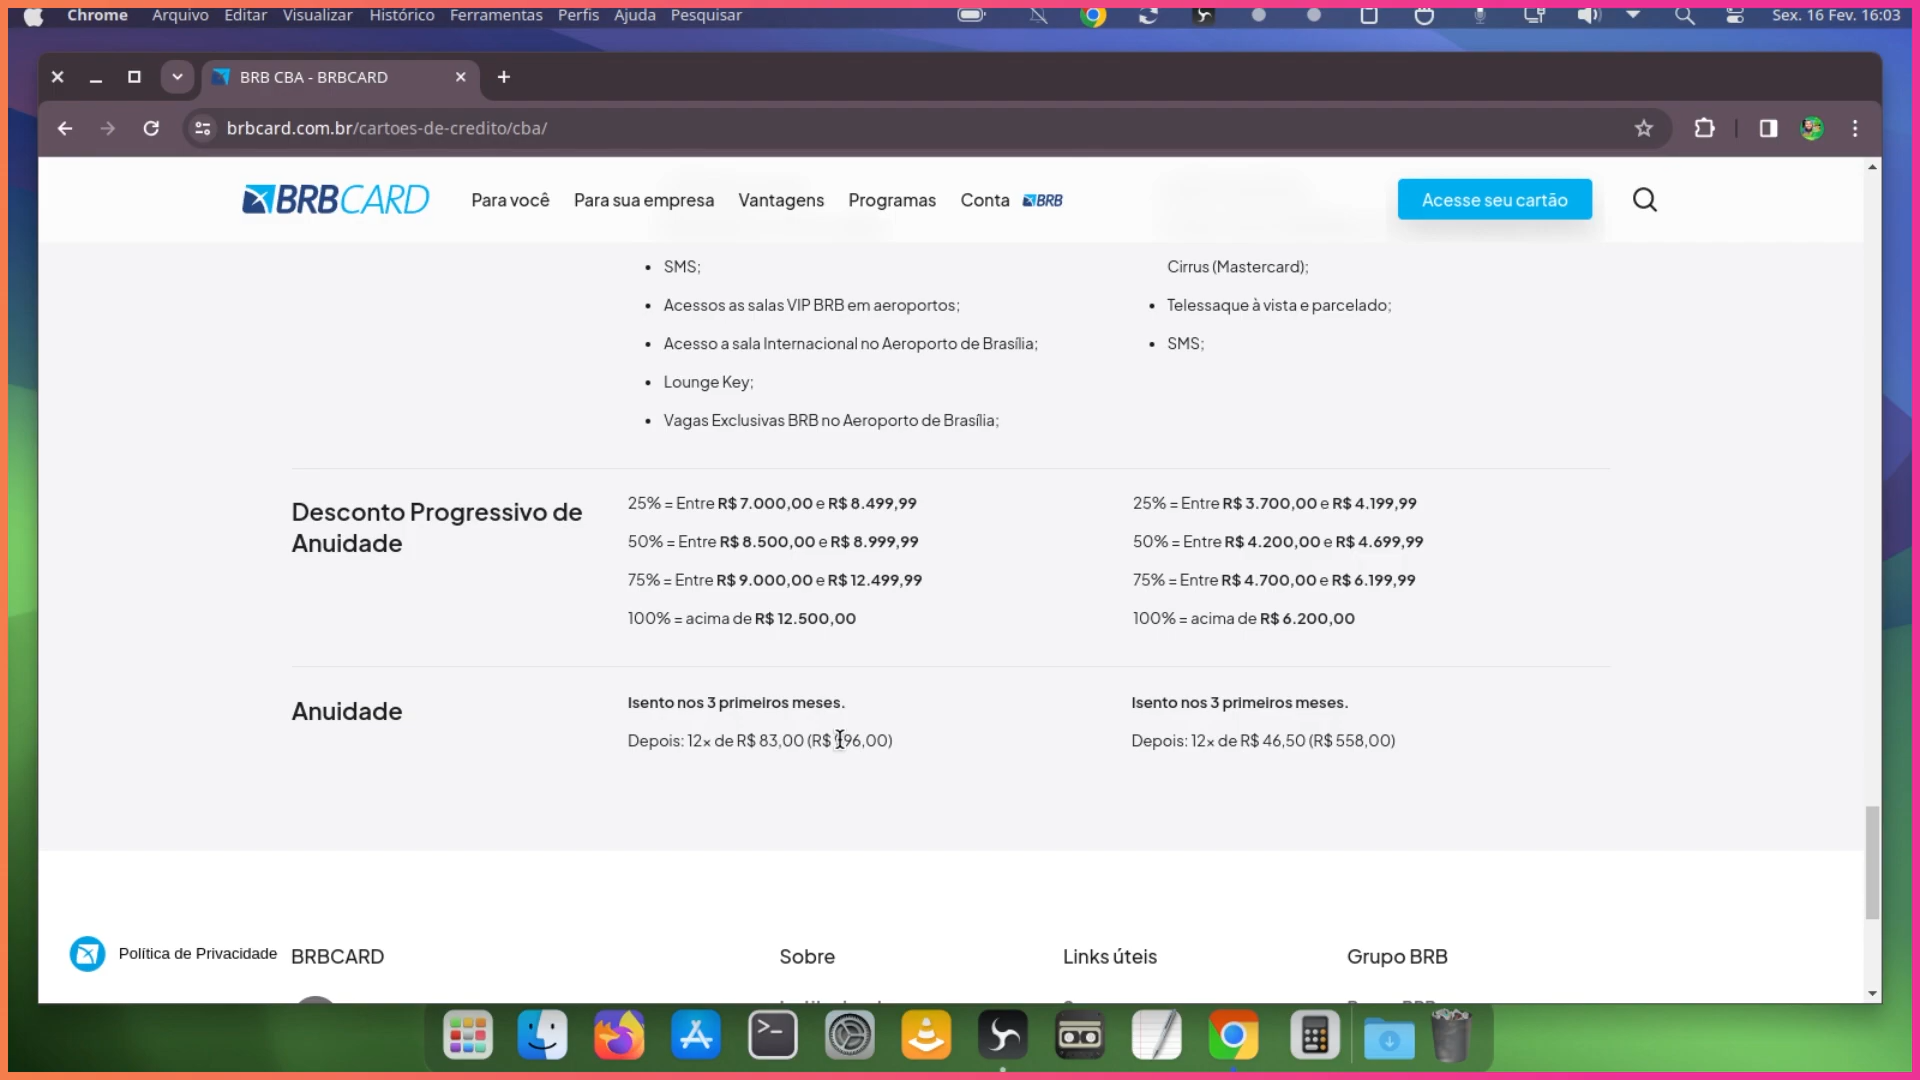 Chrome Arquivo Editar Visualizar Histórico Ferramentas Perfis Ajuda Pesquisar
Sex. 16 Fev. 16:03
BRB CBA - BRBCARD
brbcard.com.br/cartoes-de-credito/cba/
BRBCARD
Para você
Para sua empresa
Vantagens
Programas
Conta BRB
Acesse seu cartão
• SMS;
• Acessos as salas VIP BRB em aeroportos;
• Acesso a sala Internacional no Aeroporto de Brasília;
• Lounge Key;
• Vagas Exclusivas BRB no Aeroporto de Brasília;
Cirrus (Mastercard);
• Telessaque à vista e parcelado;
• SMS;
Desconto Progressivo de
Anuidade
25% = Entre R$ 7.000,00 e R$ 8.499,99
50% = Entre R$ 8.500,00 e R$ 8.999,99
75% = Entre R$ 9.000,00 e R$ 12.499,99
100% = acima de R$ 12.500,00
25% = Entre R$ 3.700,00 e R$ 4.199,99
50% = Entre R$ 4.200,00 e R$ 4.699,99
75% = Entre R$ 4.700,00 e R$ 6.199,99
100% = acima de R$ 6.200,00
Anuidade
Isento nos 3 primeiros meses.
Depois: 12x de R$ 83,00 (R$
Isento nos 3 primeiros meses.
Depois: 12x de R$ 46,50 (R$ 558,00)
Política de Privacidade
BRBCARD
Sobre
Links úteis
Grupo BRB